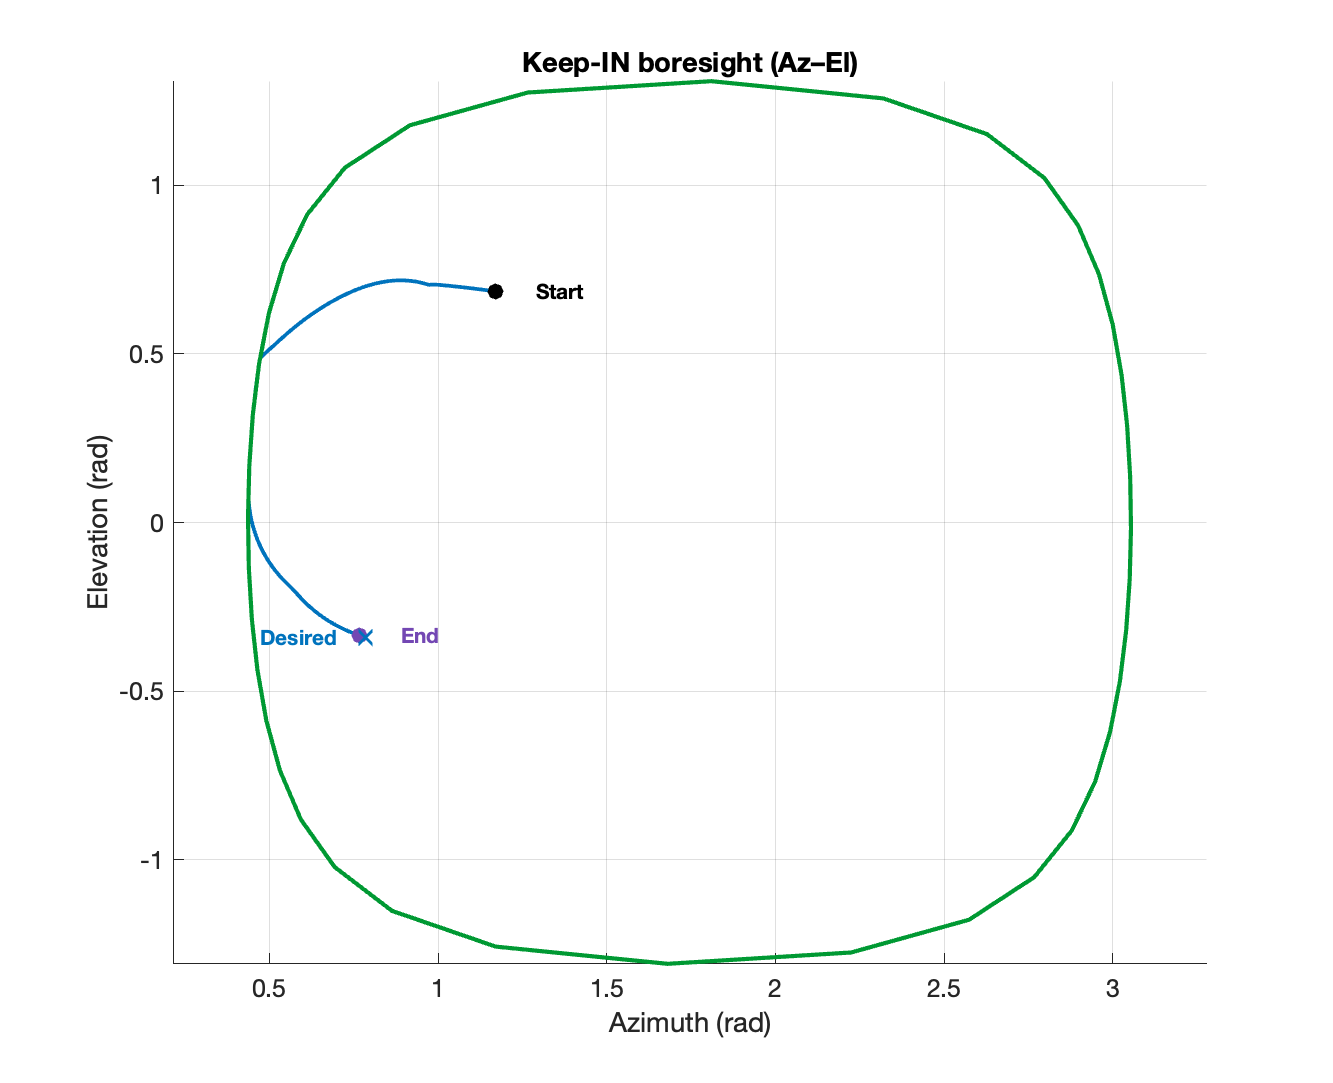 Keep-IN boresight (Az–El)
1
0.5
0
-0.5
-1
Elevation (rad)
Start
Desired
End
0.5
1
1.5
2
2.5
3
Azimuth (rad)